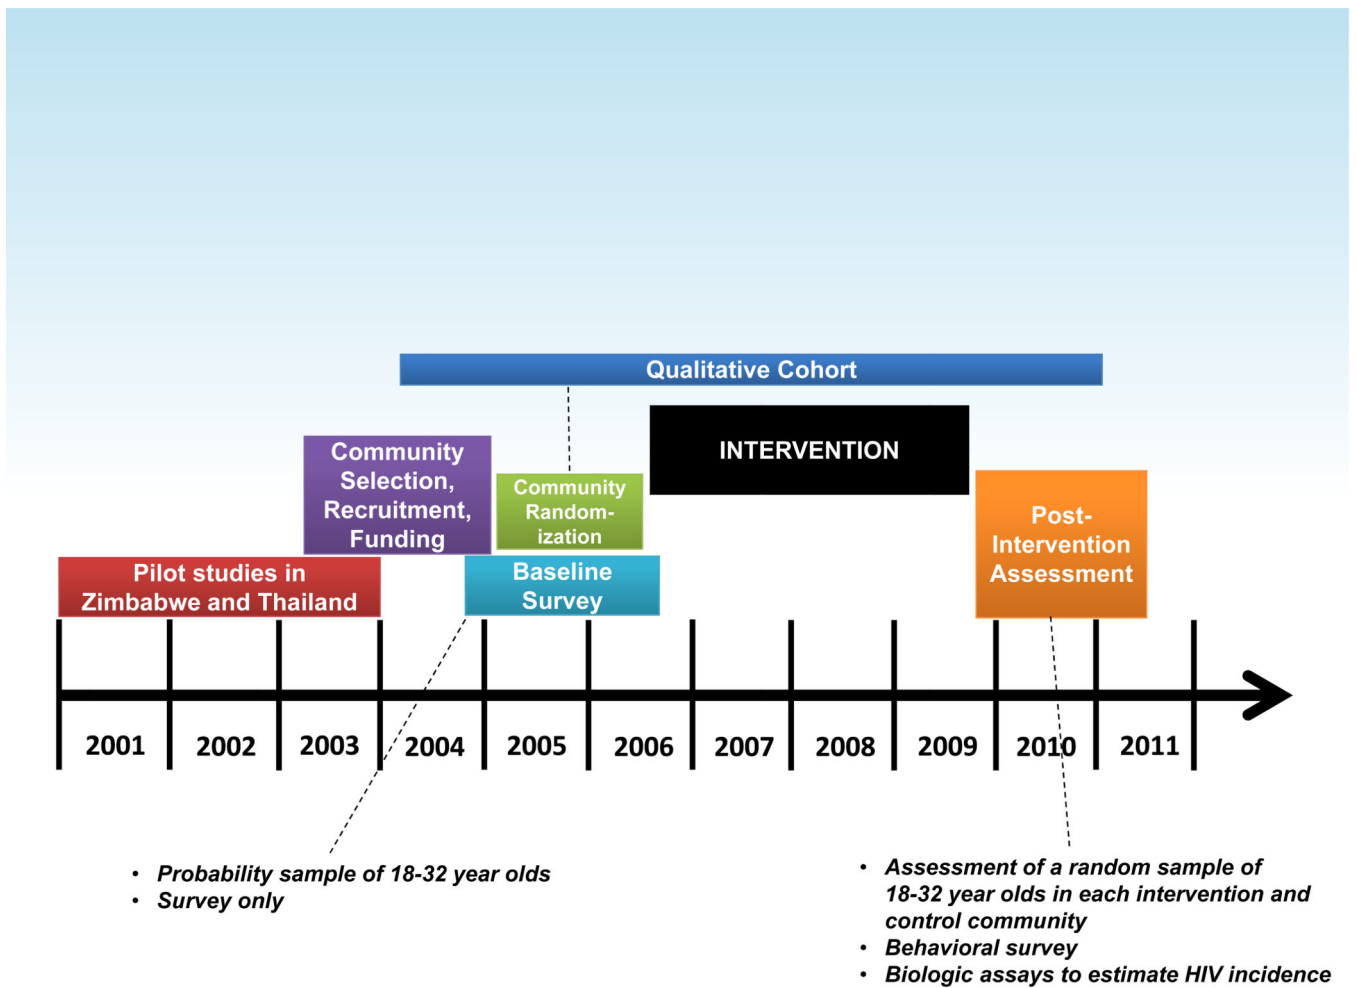 Qualitative Cohort
INTERVENTION
Community
Selection,
Recruitment,
Funding
Community
Random-
ization
Post-
Intervention
Assessment
Pilot studies in
Zimbabwe and Thailand
Baseline
Survey
2001 2002 2003 2004 2005 2006 2007 2008 2009 2010 2011
• Probability sample of 18-32 year olds
• Survey only
• Assessment of a random sample of
18-32 year olds in each intervention and
control community
• Behavioral survey
• Biologic assays to estimate HIV incidence